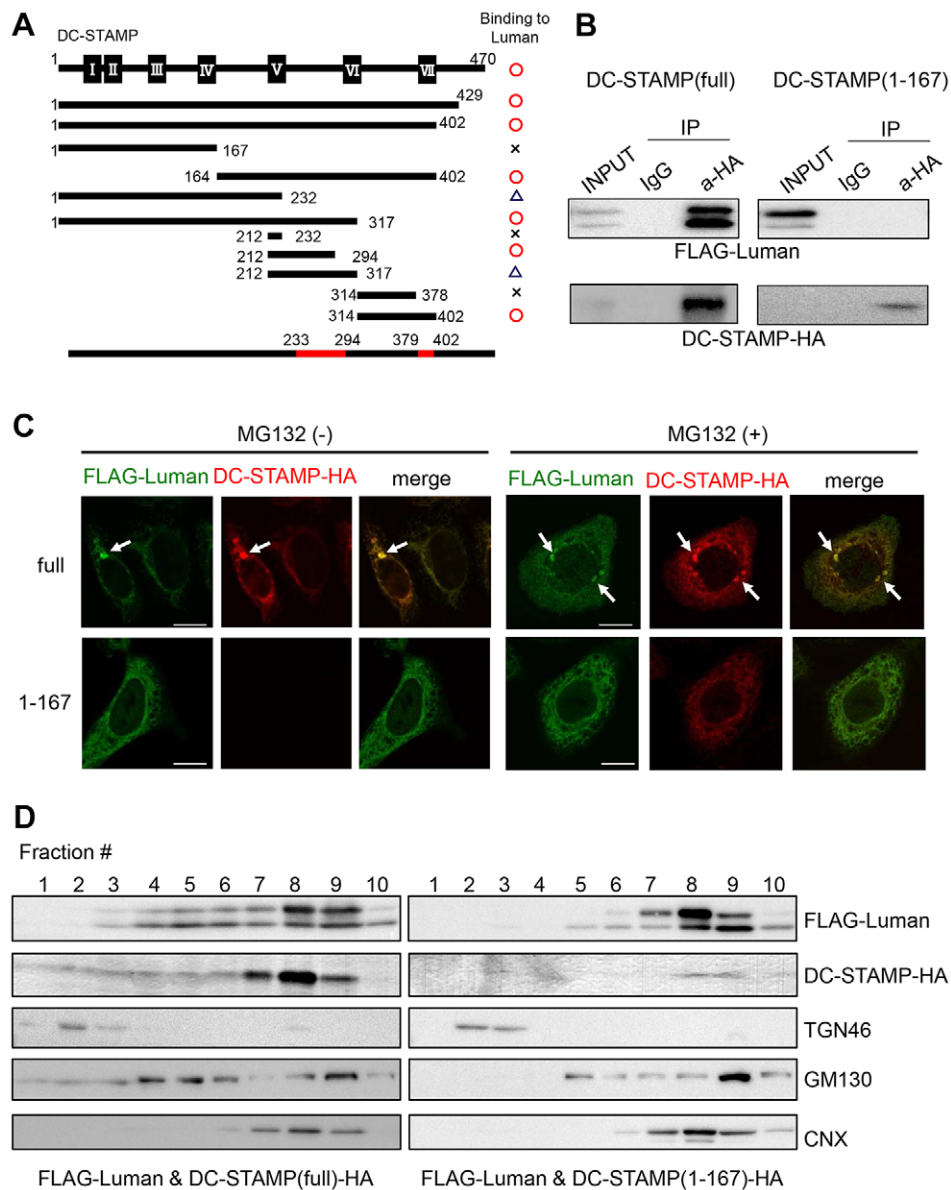 A
DC-STAMP
Binding to
Luman
1
I II III IV V VI VII
470
1
429
1
402
1
167
164
402
1
232
1
317
212
232
212
294
212
317
314
378
314
402
233 294 379 402
B
DC-STAMP(full) DC-STAMP(1-167)
IP IP
INPUT IgG a-HA INPUT IgG a-HA
FLAG-Luman
DC-STAMP-HA
C
MG132 (-) MG132 (+)
FLAG-Luman DC-STAMP-HA merge FLAG-Luman DC-STAMP-HA merge
full
1-167
D
Fraction #
1 2 3 4 5 6 7 8 9 10 1 2 3 4 5 6 7 8 9 10
FLAG-Luman
DC-STAMP-HA
TGN46
GM130
CNX
FLAG-Luman & DC-STAMP(full)-HA FLAG-Luman & DC-STAMP(1-167)-HA